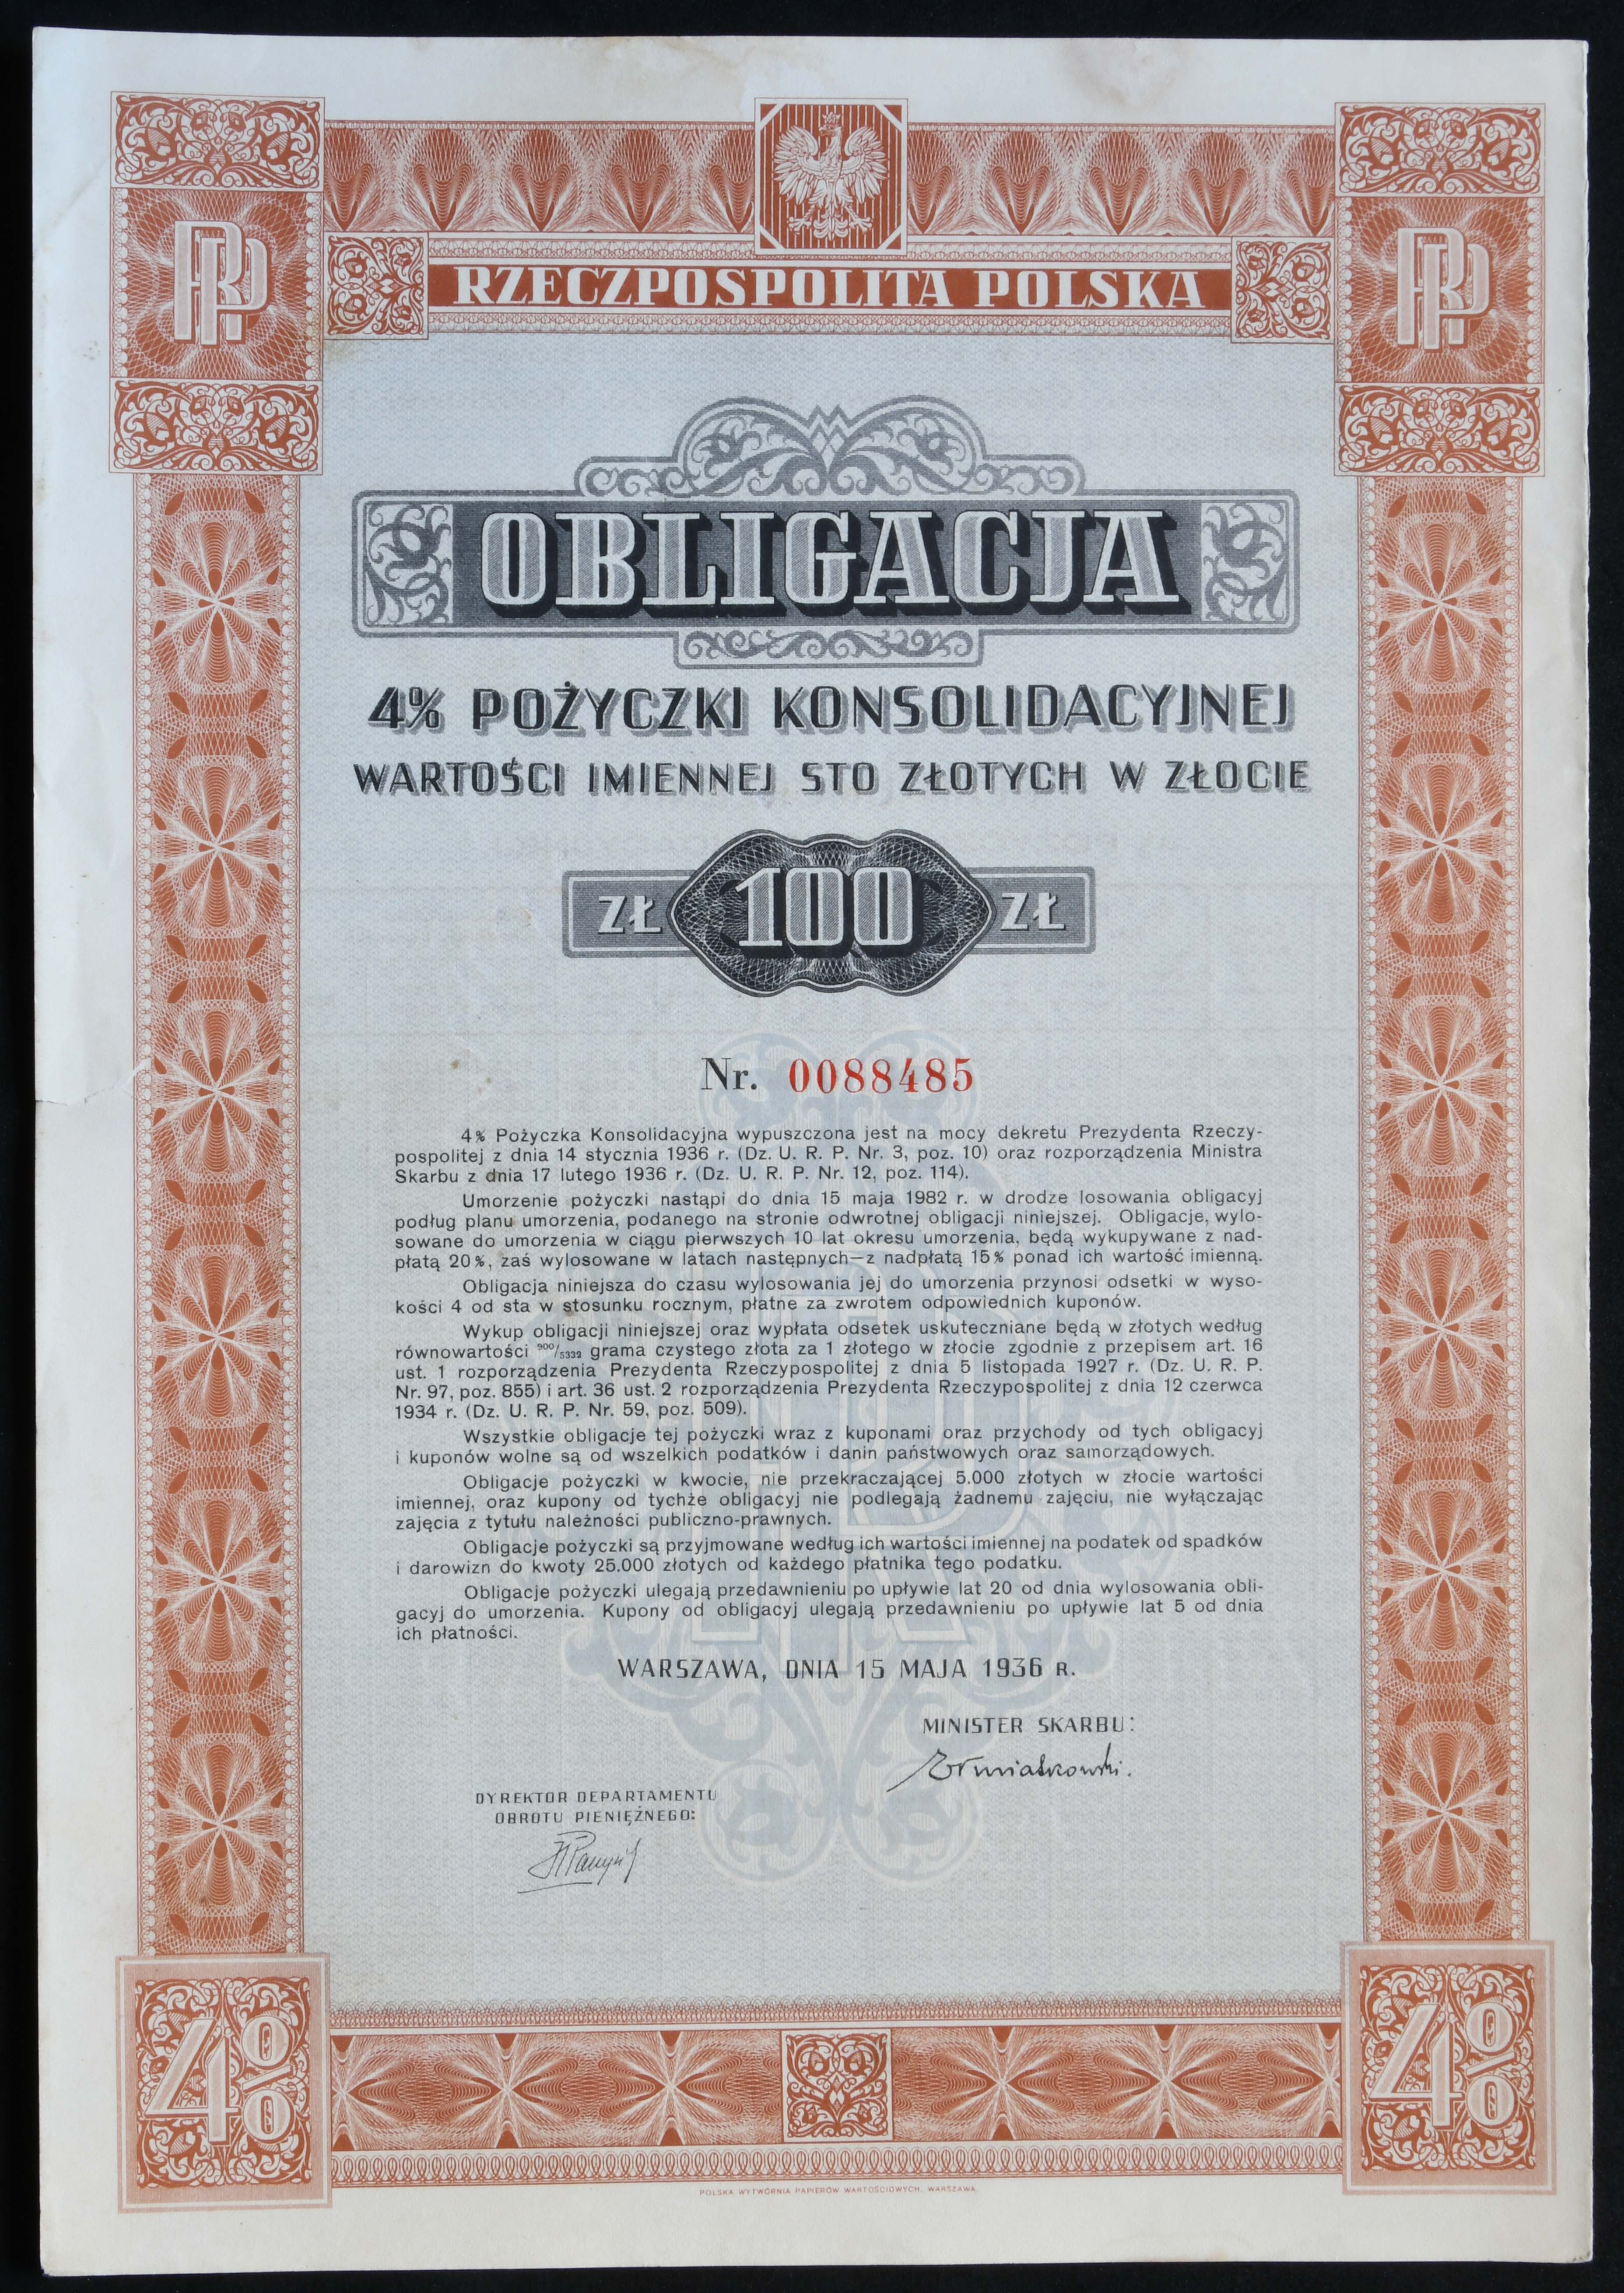 RP
RP
RZECZPOSPOLITA POLSKA
OBLIGACJA
4% POŻYCZKI KONSOLIDACYJNEJ
WARTOŚCI IMIENNEJ STO ZŁOTYCH W ZŁOCIE
ZŁ 100 ZŁ
Nr. 0088485
4% Pożyczka Konsolidacyjna wypuszczona jest na mocy dekretu Prezydenta Rzeczy-
pospolitej z dnia 14 stycznia 1936 r. (Dz. U. R. P. Nr. 3, poz. 10) oraz rozporządzenia Ministra
Skarbu z dnia 17 lutego 1936 r. (Dz. U. R. P. Nr. 12, poz. 114).
Umorzenie pożyczki nastąpi do dnia 15 maja 1982 r. w drodze losowania obligacyj
podług planu umorzenia, podanego na stronie odwrotnej obligacji niniejszej. Obligacje, wylo-
sowane do umorzenia w ciągu pierwszych 10 lat okresu umorzenia, będą wykupywane z nad-
płatą 20%, zaś wylosowane w latach następnych—z nadpłatą 15% ponad ich wartość imienną.
Obligacja niniejsza do czasu wylosowania jej do umorzenia przynosi odsetki w wyso-
kości 4 od sta w stosunku rocznym, płatne za zwrotem odpowiednich kuponów.
Wykup obligacji niniejszej oraz wypłata odsetek uskuteczniane będą w złotych według
równowartości 900/5332 grama czystego złota za 1 złotego w złocie zgodnie z przepisem art. 16
ust. 1 rozporządzenia Prezydenta Rzeczypospolitej z dnia 5 listopada 1927 r. (Dz. U. R. P.
Nr. 97, poz. 855) i art. 36 ust. 2 rozporządzenia Prezydenta Rzeczypospolitej z dnia 12 czerwca
1934 r. (Dz. U. R. P. Nr. 59, poz. 509).
Wszystkie obligacje tej pożyczki wraz z kuponami oraz przychody od tych obligacyj
i kuponów wolne są od wszelkich podatków i danin państwowych oraz samorządowych.
Obligacje pożyczki w kwocie, nie przekraczającej 5.000 złotych w złocie wartości
imiennej, oraz kupony od tychże obligacyj nie podlegają żadnemu zajęciu, nie wyłączając
zajęcia z tytułu należności publiczno-prawnych.
Obligacje pożyczki są przyjmowane według ich wartości imiennej na podatek od spadków
i darowizn do kwoty 25.000 złotych od każdego płatnika tego podatku.
Obligacje pożyczki ulegają przedawnieniu po upływie lat 20 od dnia wylosowania obli-
gacyj do umorzenia. Kupony od obligacyj ulegają przedawnieniu po upływie lat 5 od dnia
ich płatności.
WARSZAWA, DNIA 15 MAJA 1936 R.
MINISTER SKARBU:
DYREKTOR DEPARTAMENTU
OBROTU PIENIĘŻNEGO:
4%
4%
POLSKA WYTWÓRNIA PAPIERÓW WARTOŚCIOWYCH, WARSZAWA.